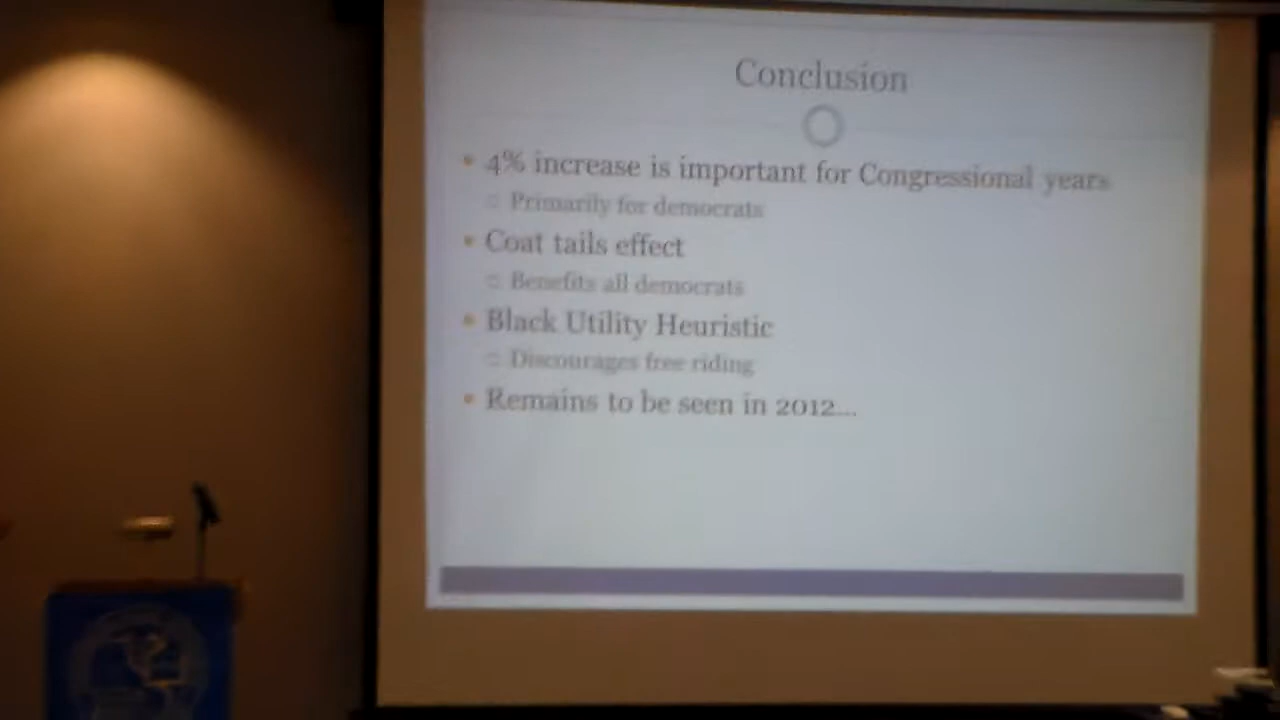 Conclusion
• 4% increase is important for Congressional years
○ Primarily for democrats
• Coat tails effect
○ Benefits all democrats
• Black Utility Heuristic
○ Discourages free riding
• Remains to be seen in 2012...